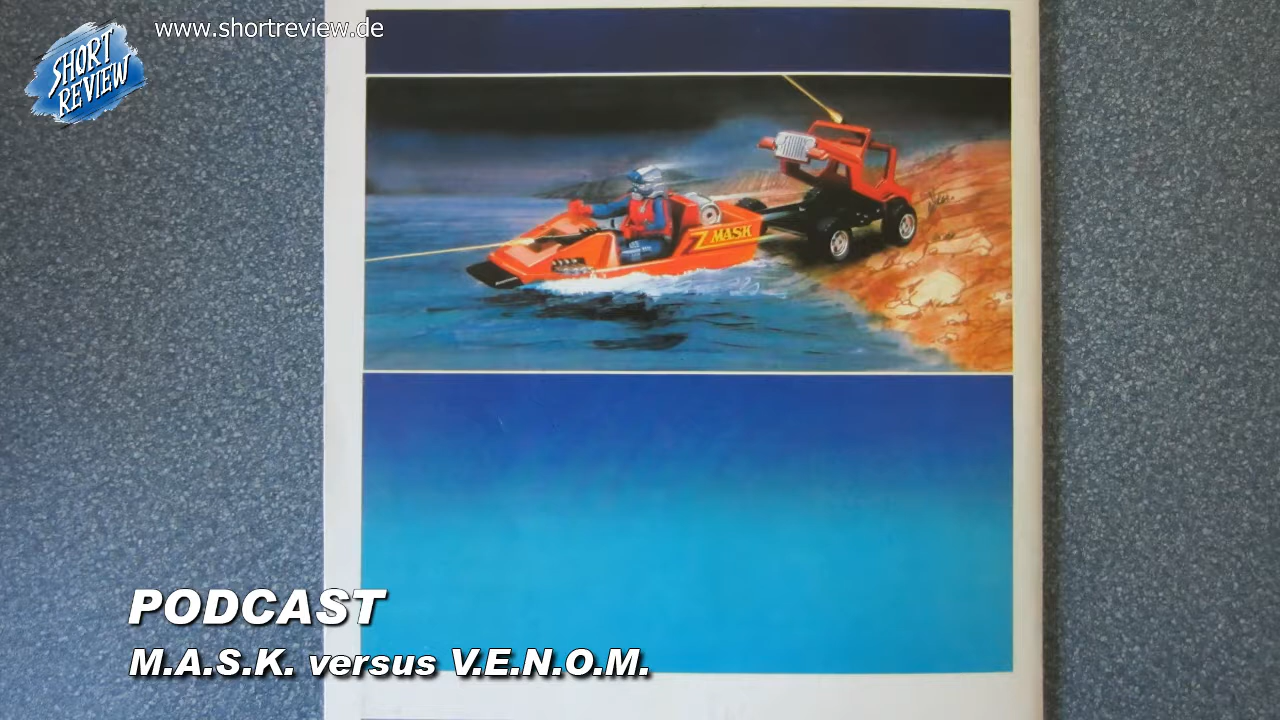 www.shortreview.de
SHORT
REVIEW
Z MASK
PODCAST
M.A.S.K. versus V.E.N.O.M.